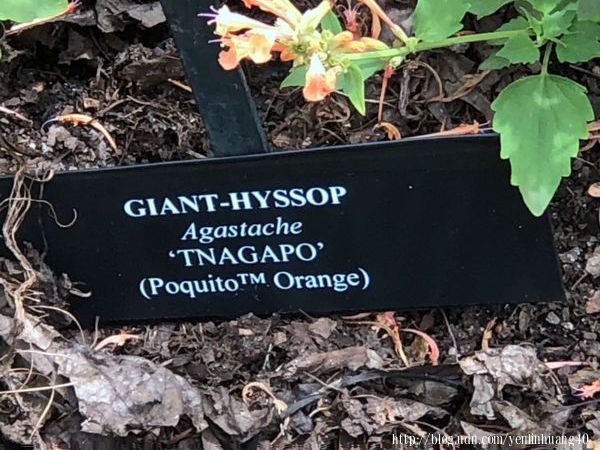 GIANT-HYSSOP
Agastache
‘TNAGAPO’
(Poquito™ Orange)
http://blog.udn.com/yenlinhuang40